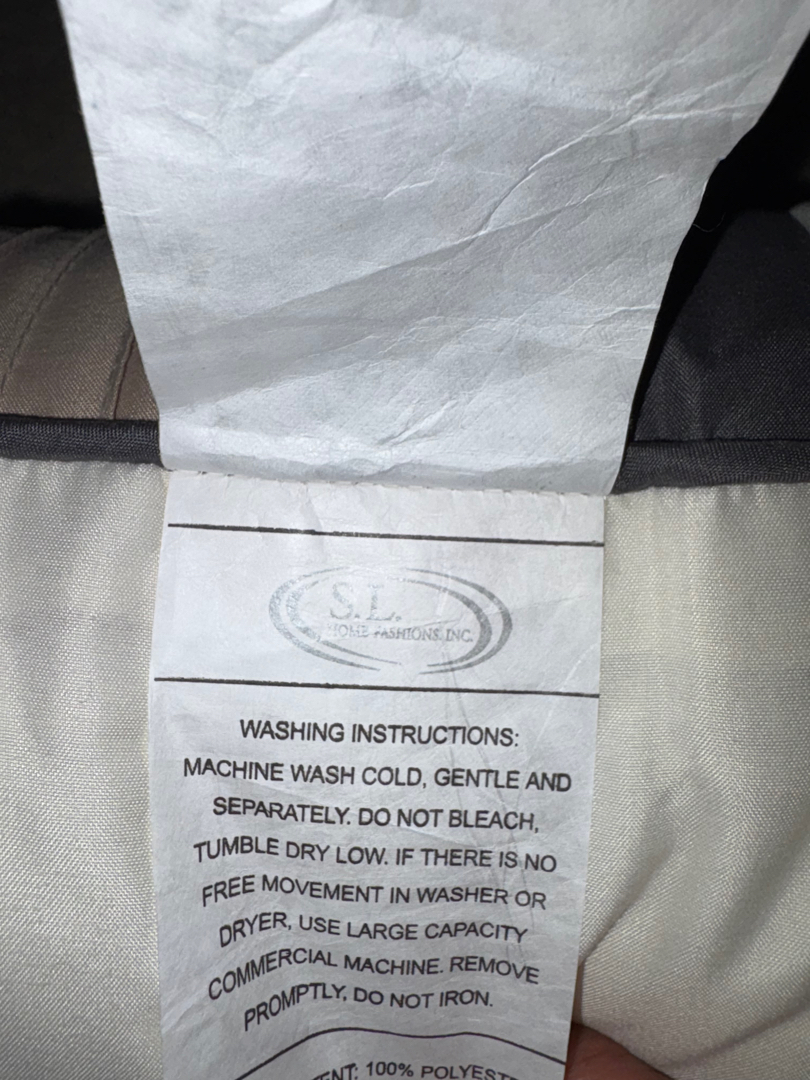 S.L.
HOME FASHIONS, INC.
WASHING INSTRUCTIONS:
MACHINE WASH COLD, GENTLE AND
SEPARATELY. DO NOT BLEACH,
TUMBLE DRY LOW. IF THERE IS NO
FREE MOVEMENT IN WASHER OR
DRYER, USE LARGE CAPACITY
COMMERCIAL MACHINE. REMOVE
PROMPTLY, DO NOT IRON.
100%